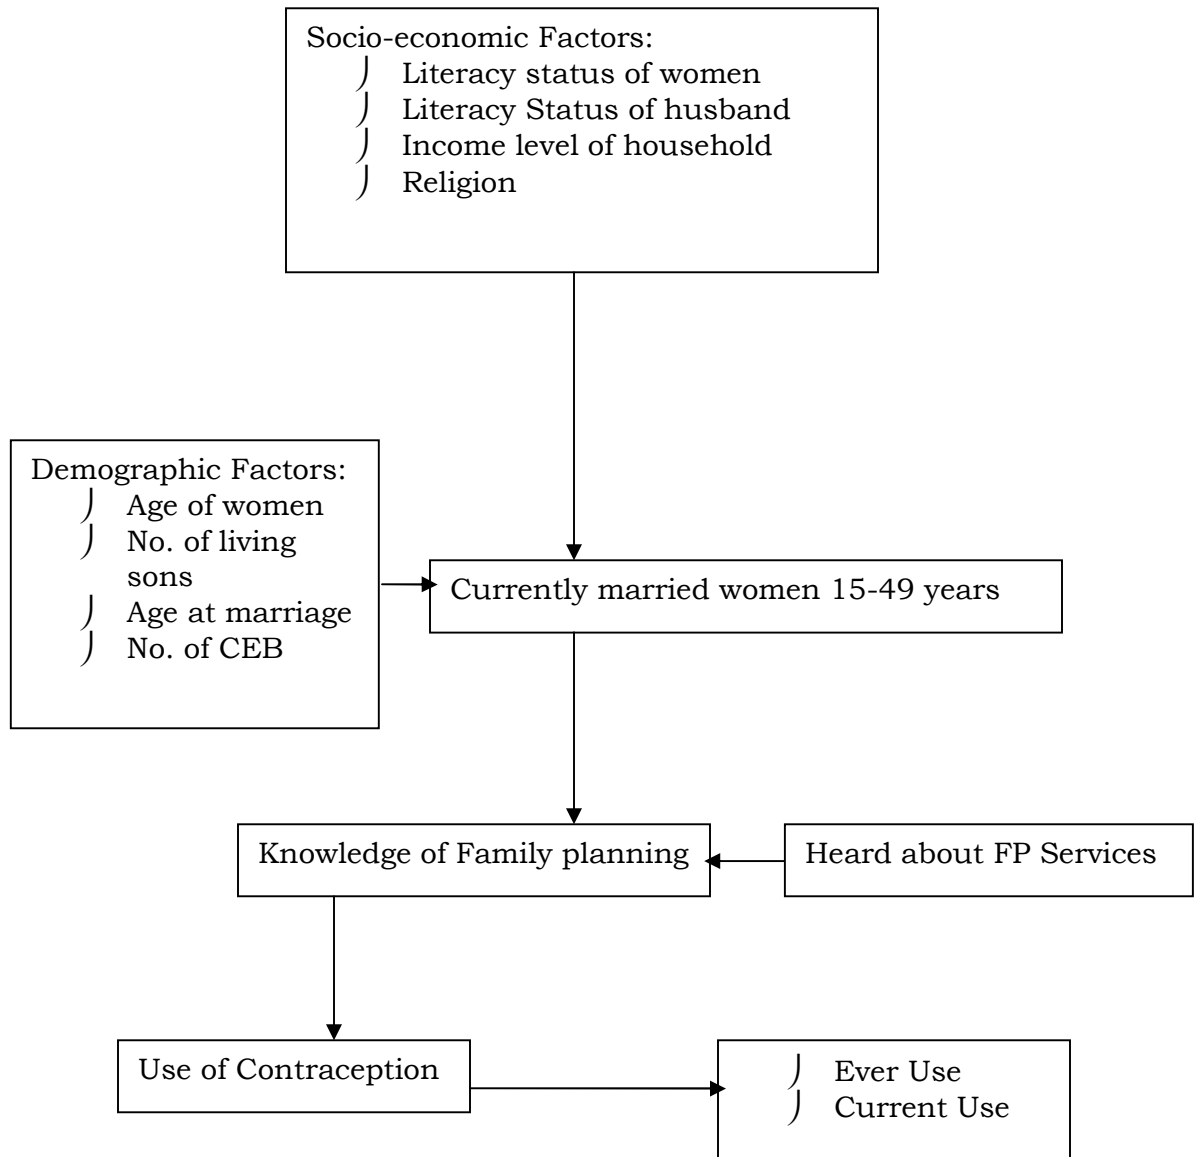 Socio-economic Factors:
⎠ Literacy status of women
⎠ Literacy Status of husband
⎠ Income level of household
⎠ Religion
Demographic Factors:
⎠ Age of women
⎠ No. of living
sons
⎠ Age at marriage
⎠ No. of CEB
Currently married women 15-49 years
Knowledge of Family planning
Heard about FP Services
Use of Contraception
⎠ Ever Use
⎠ Current Use